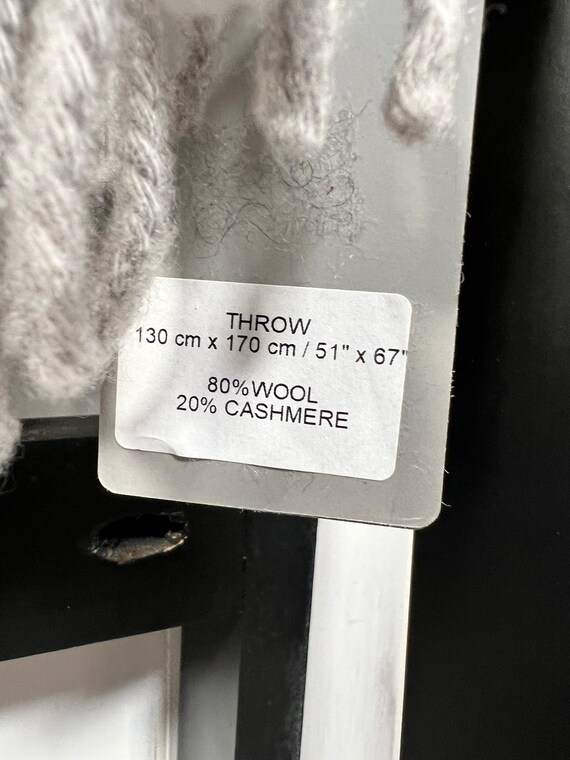 THROW
130 cm x 170 cm / 51" x 67"
80%WOOL
20% CASHMERE